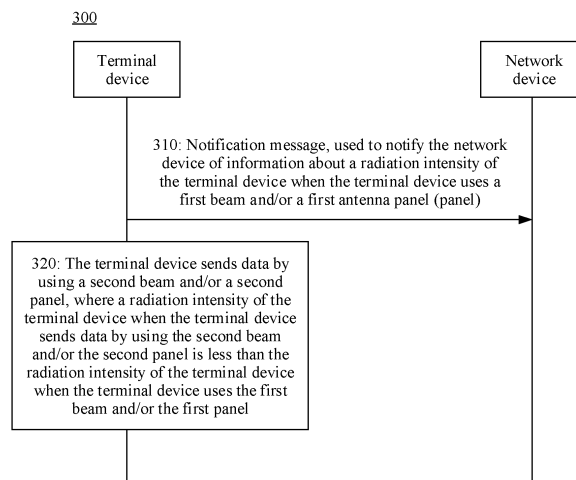 300
Terminal
device
Network
device
310: Notification message, used to notify the network
device of information about a radiation intensity of
the terminal device when the terminal device uses a
first beam and/or a first antenna panel (panel)
320: The terminal device sends data by
using a second beam and/or a second
panel, where a radiation intensity of the
terminal device when the terminal device
sends data by using the second beam
and/or the second panel is less than the
radiation intensity of the terminal device
when the terminal device uses the first
beam and/or the first panel